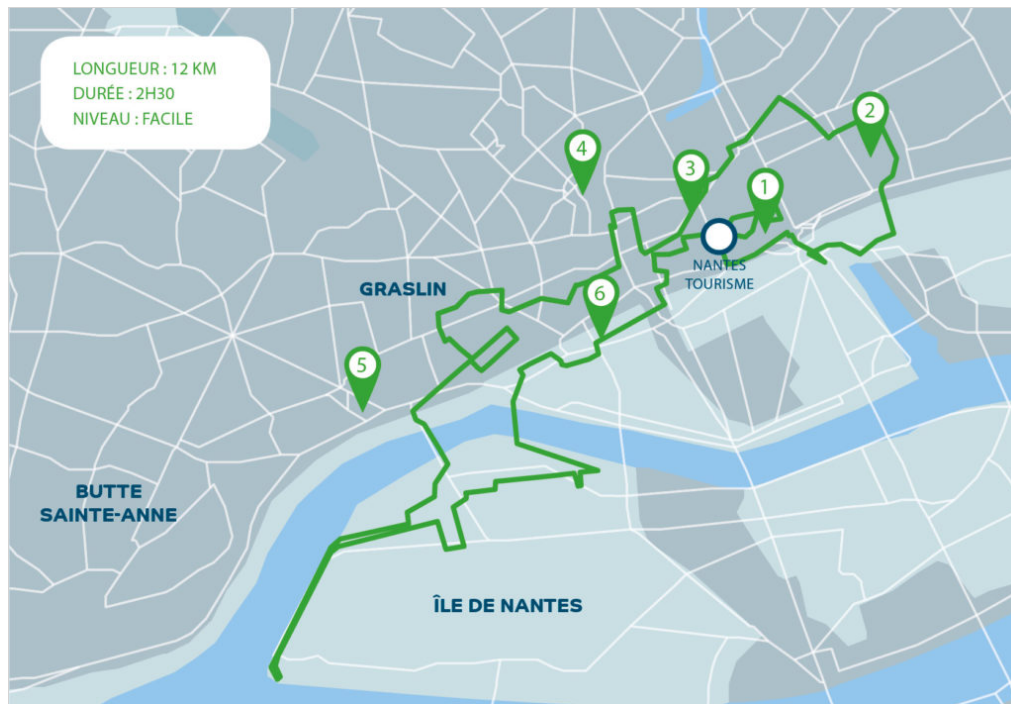 LONGUEUR : 12 KM
DURÉE : 2H30
NIVEAU : FACILE
2
4
3
1
NANTES
TOURISME
GRASLIN
6
5
BUTTE
SAINTE-ANNE
ÎLE DE NANTES